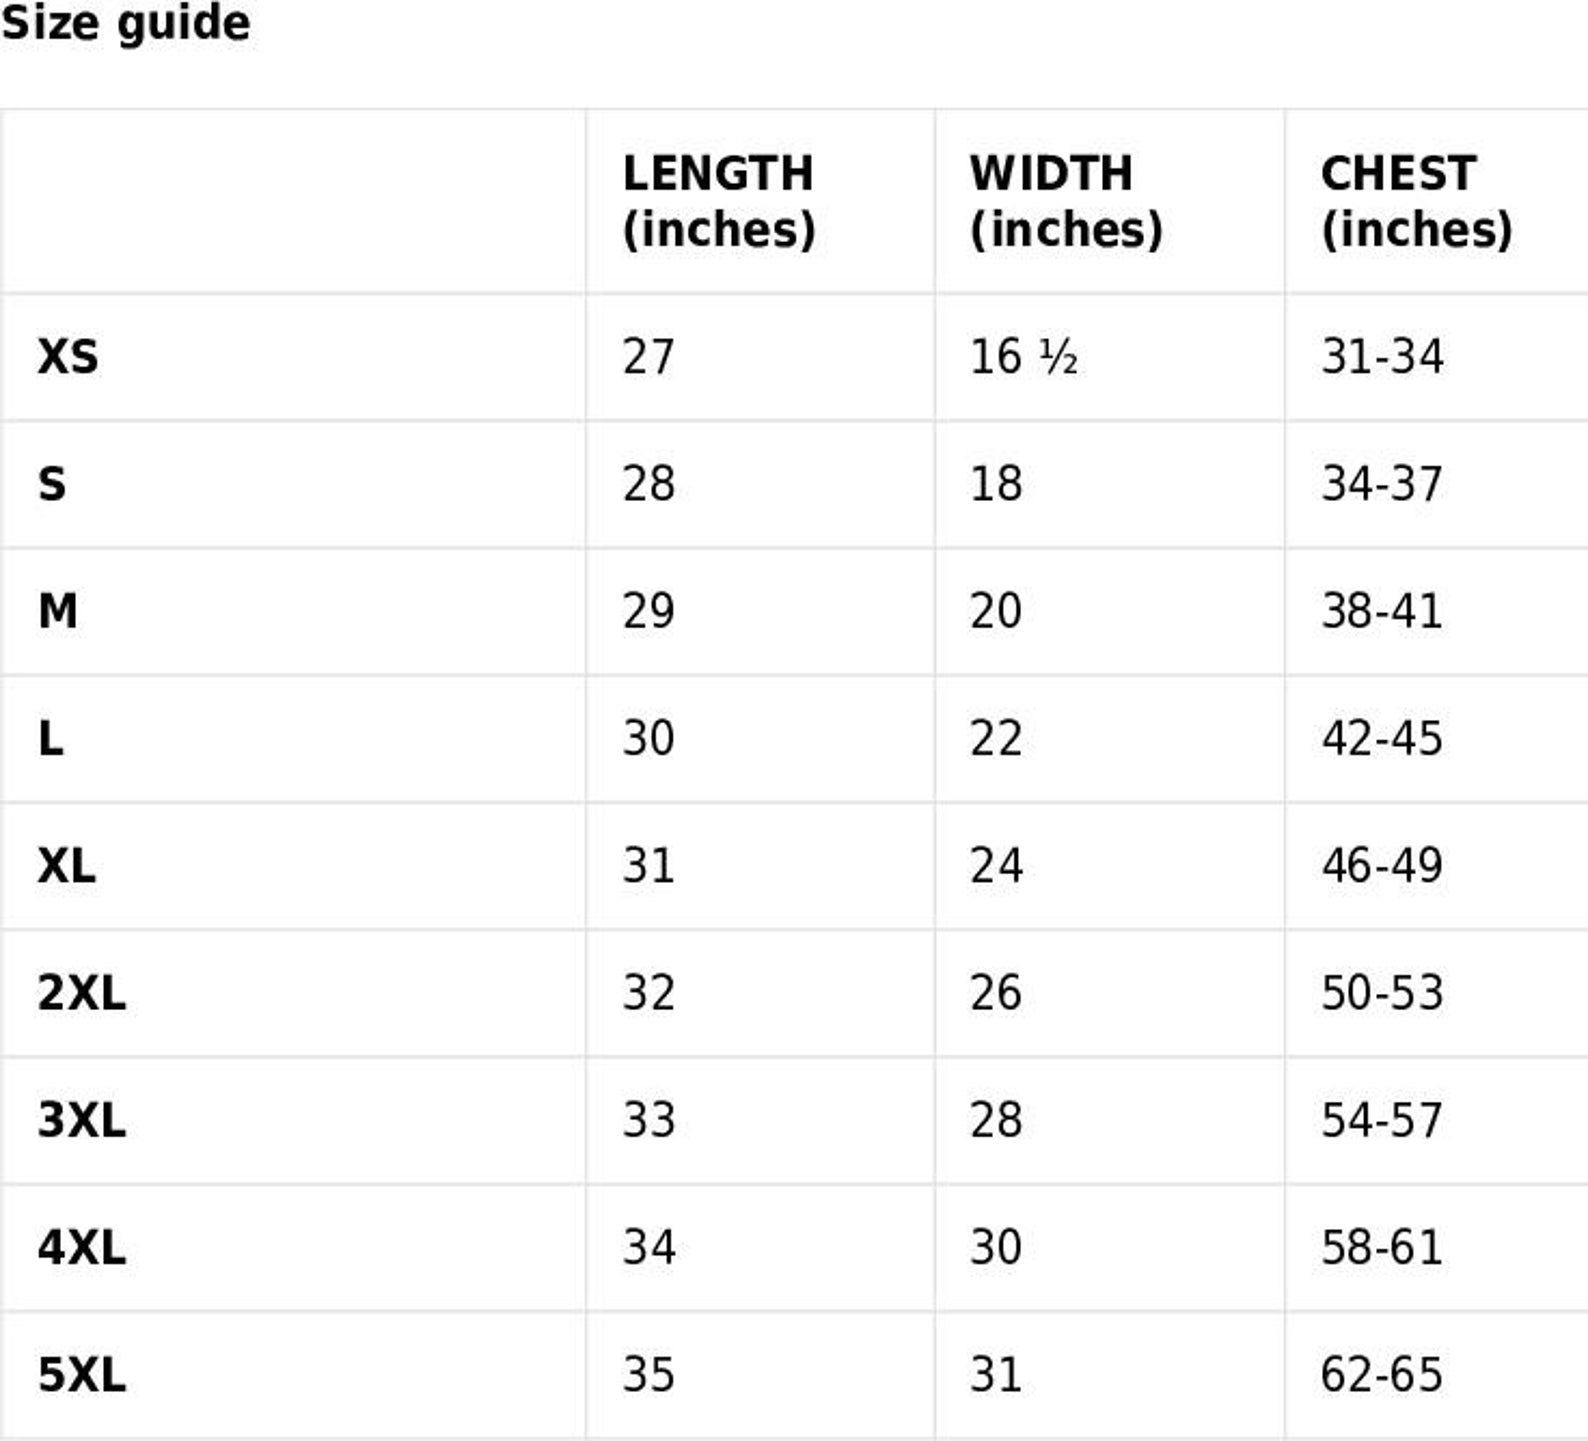 Size guide
LENGTH (inches) WIDTH (inches) CHEST (inches)
XS 27 16 ½ 31-34
S 28 18 34-37
M 29 20 38-41
L 30 22 42-45
XL 31 24 46-49
2XL 32 26 50-53
3XL 33 28 54-57
4XL 34 30 58-61
5XL 35 31 62-65